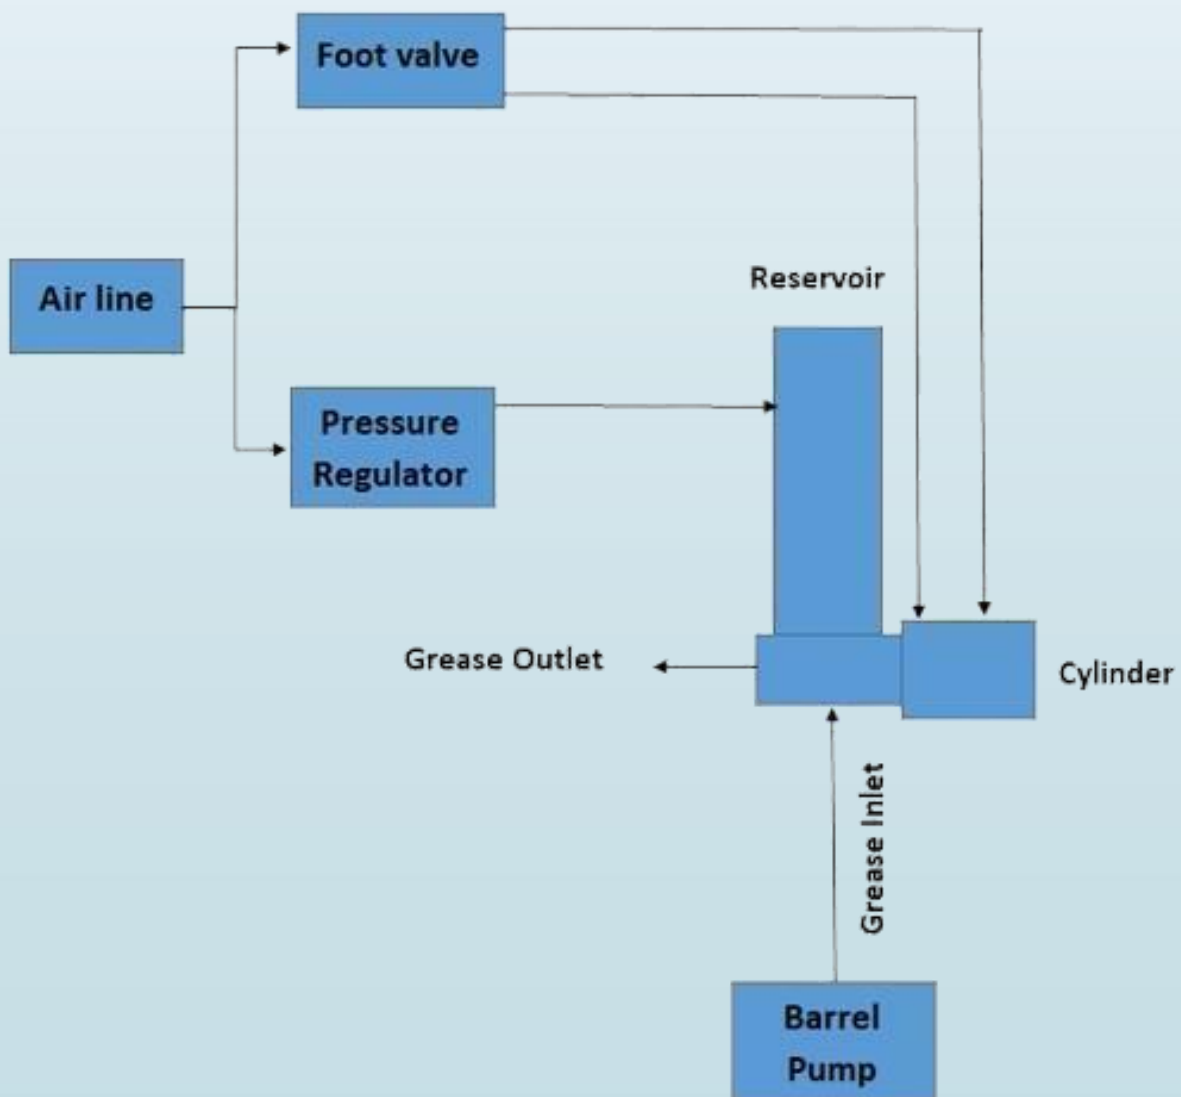 Foot valve
Air line
Reservoir
Pressure
Regulator
Grease Outlet
Cylinder
Grease Inlet
Barrel
Pump